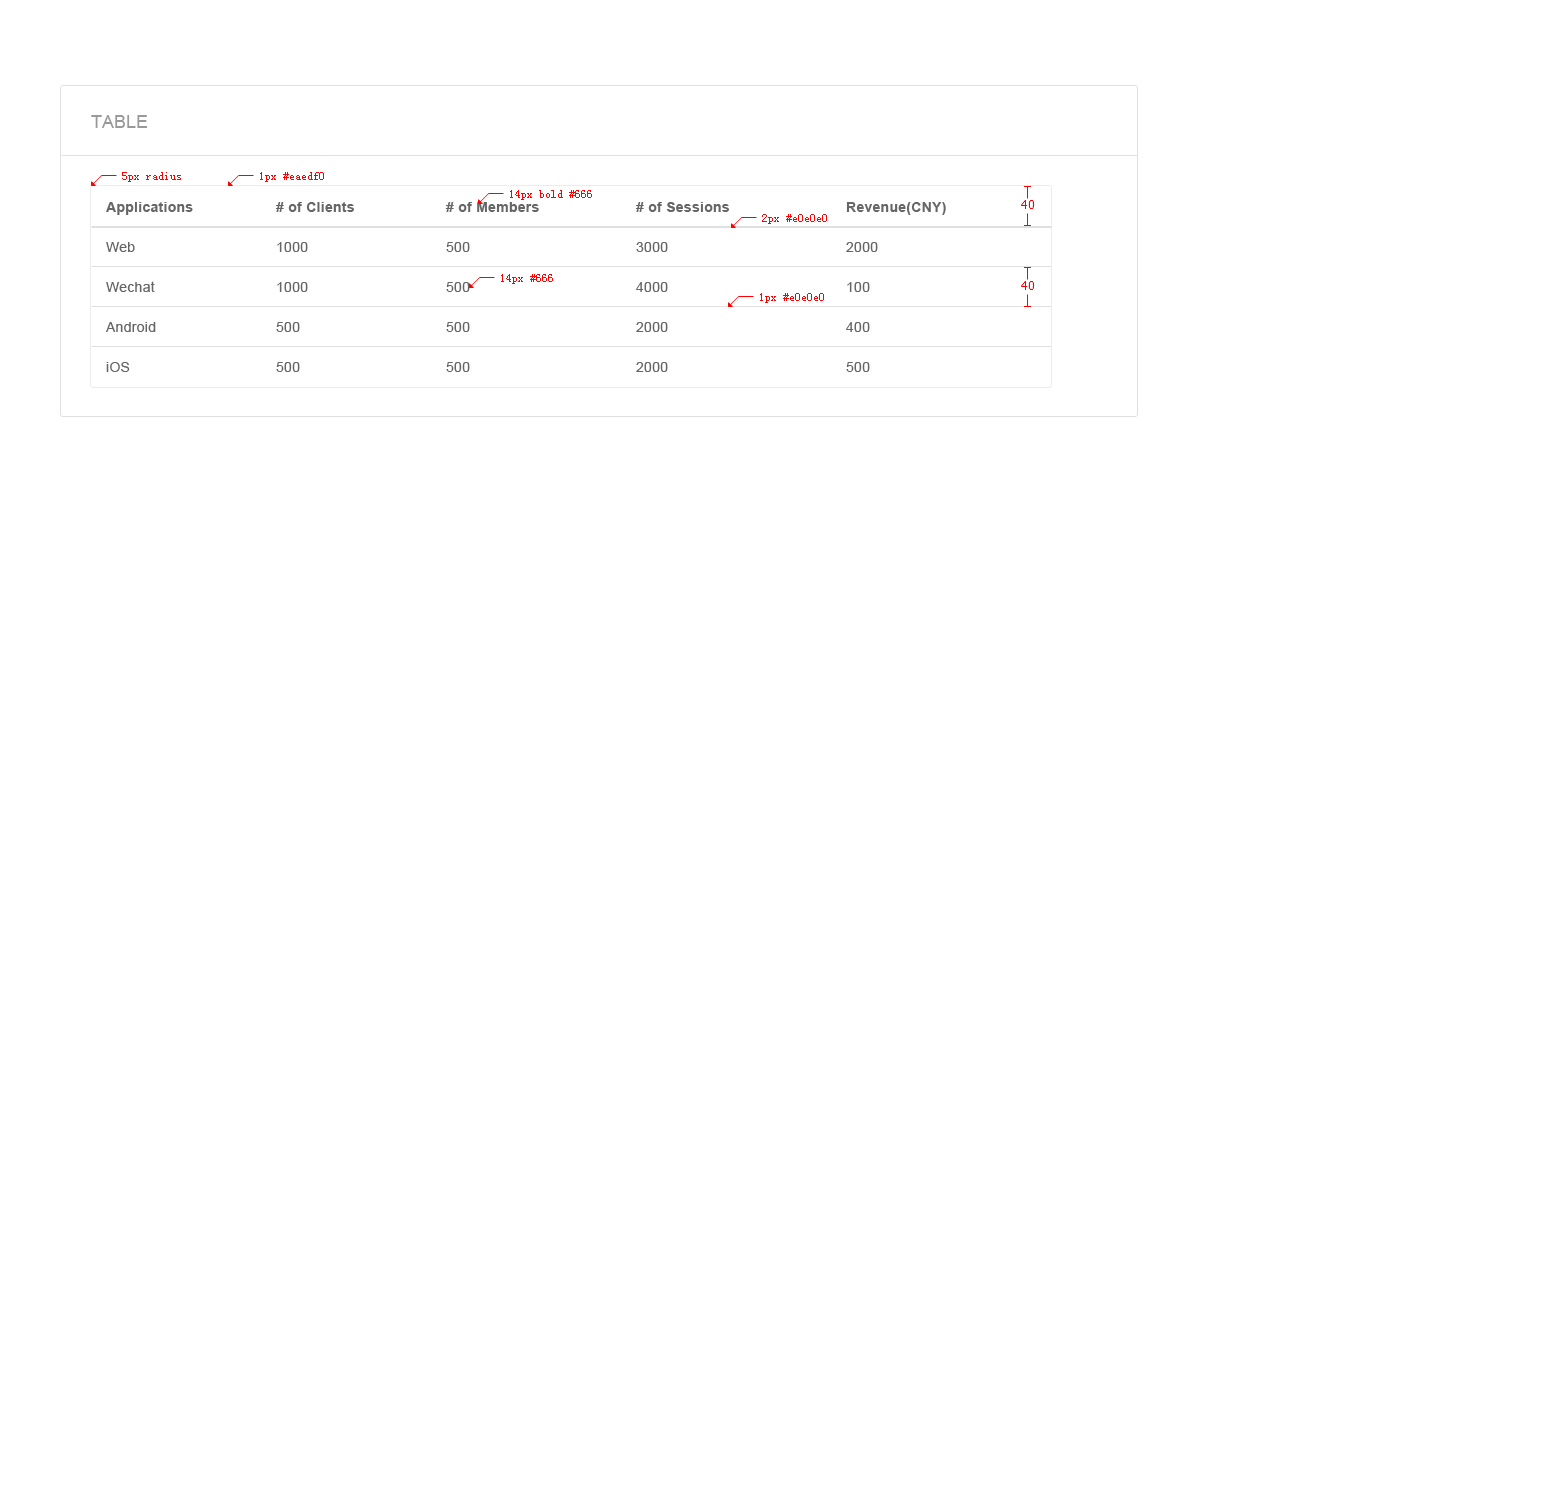 TABLE
5px radius 1px #eaedf0
14px bold #666
Applications # of Clients # of Members # of Sessions Revenue(CNY) 40
2px #e0e0e0
Web 1000 500 3000 2000
14px #666
Wechat 1000 500 4000 100 40
1px #e0e0e0
Android 500 500 2000 400
iOS 500 500 2000 500